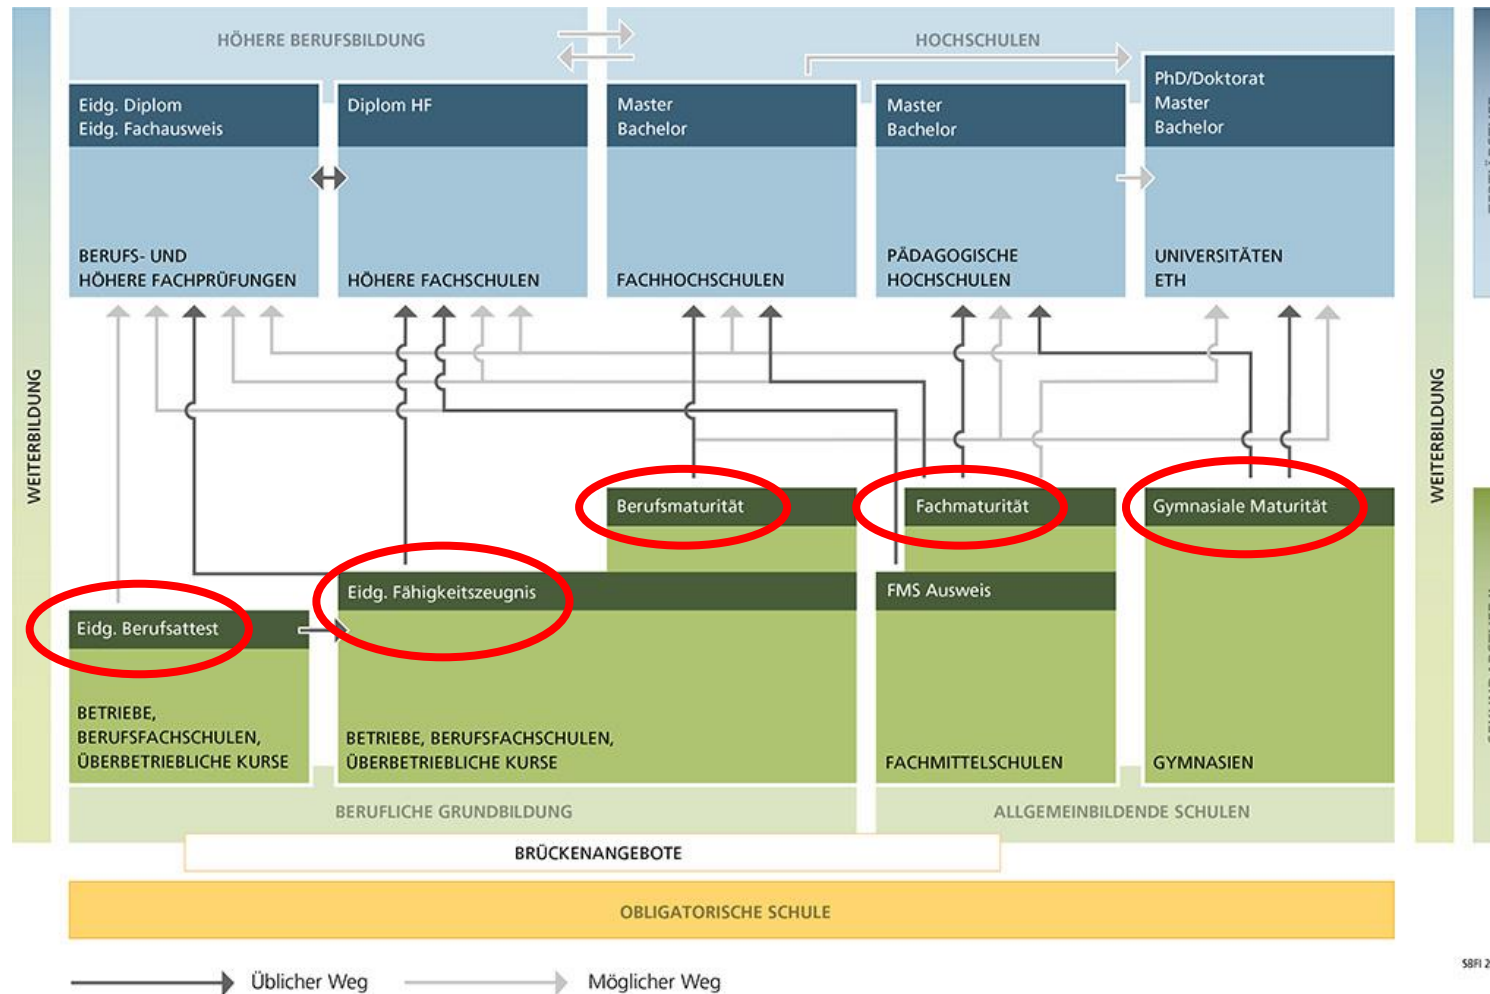 HÖHERE BERUFSBILDUNG
HOCHSCHULEN
Eidg. Diplom
Eidg. Fachausweis
Diplom HF
Master
Bachelor
Master
Bachelor
PhD/Doktorat
Master
Bachelor
BERUFS- UND
HÖHERE FACHPRÜFUNGEN
HÖHERE FACHSCHULEN
FACHHOCHSCHULEN
PÄDAGOGISCHE
HOCHSCHULEN
UNIVERSITÄTEN
ETH
WEITERBILDUNG
WEITERBILDUNG
Berufsmaturität
Fachmaturität
Gymnasiale Maturität
Eidg. Fähigkeitszeugnis
FMS Ausweis
Eidg. Berufsattest
BETRIEBE,
BERUFSFACHSCHULEN,
ÜBERBETRIEBLICHE KURSE
BETRIEBE, BERUFSFACHSCHULEN,
ÜBERBETRIEBLICHE KURSE
FACHMITTELSCHULEN
GYMNASIEN
BERUFLICHE GRUNDBILDUNG
ALLGEMEINBILDENDE SCHULEN
BRÜCKENANGEBOTE
OBLIGATORISCHE SCHULE
Üblicher Weg
Möglicher Weg
SBFI 2